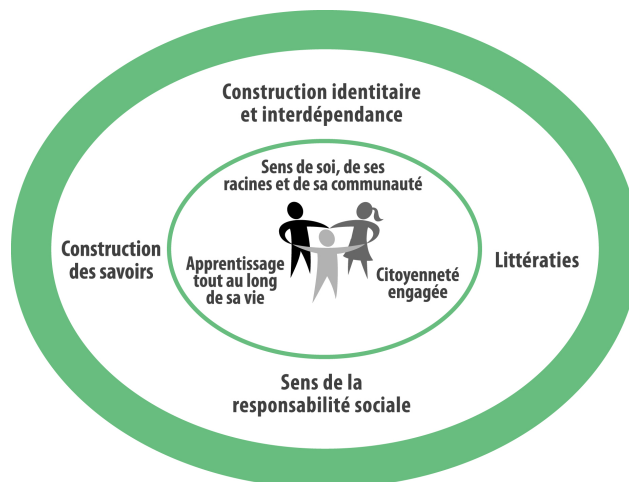 Construction identitaire
et interdépendance
Sens de soi, de ses
racines et de sa communauté
Construction
des savoirs
Apprentissage
tout au long
de sa vie
Citoyenneté
engagée
Littératies
Sens de la
responsabilité sociale